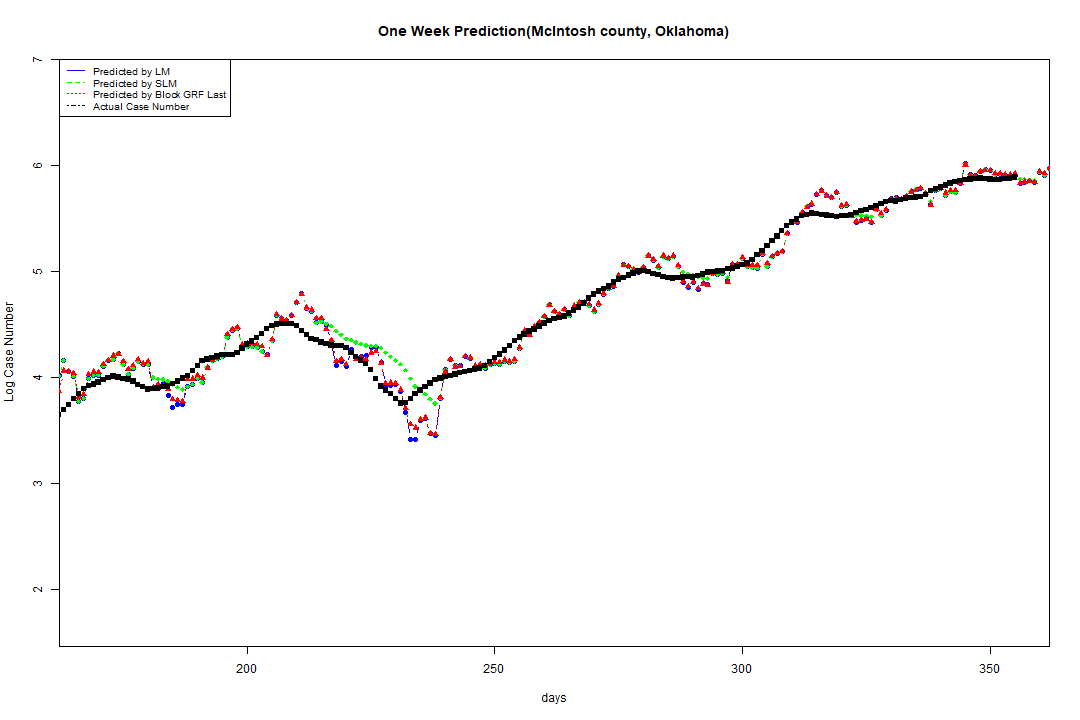 One Week Prediction(McIntosh county, Oklahoma)
7
Predicted by LM
Predicted by SLM
Predicted by Block GRF Last
Actual Case Number
6
5
4
3
2
Log Case Number
200
250
300
350
days